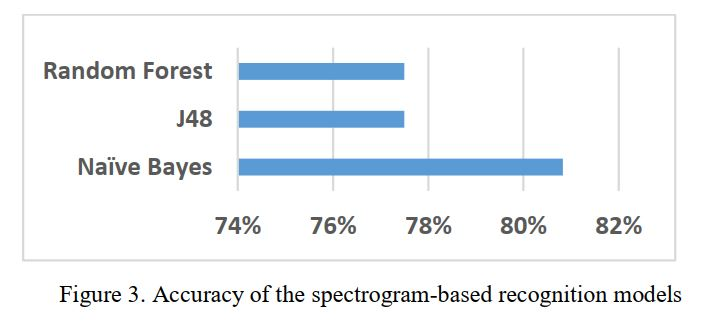 Random Forest
J48
Naïve Bayes
74% 76% 78% 80% 82%
Figure 3. Accuracy of the spectrogram-based recognition models